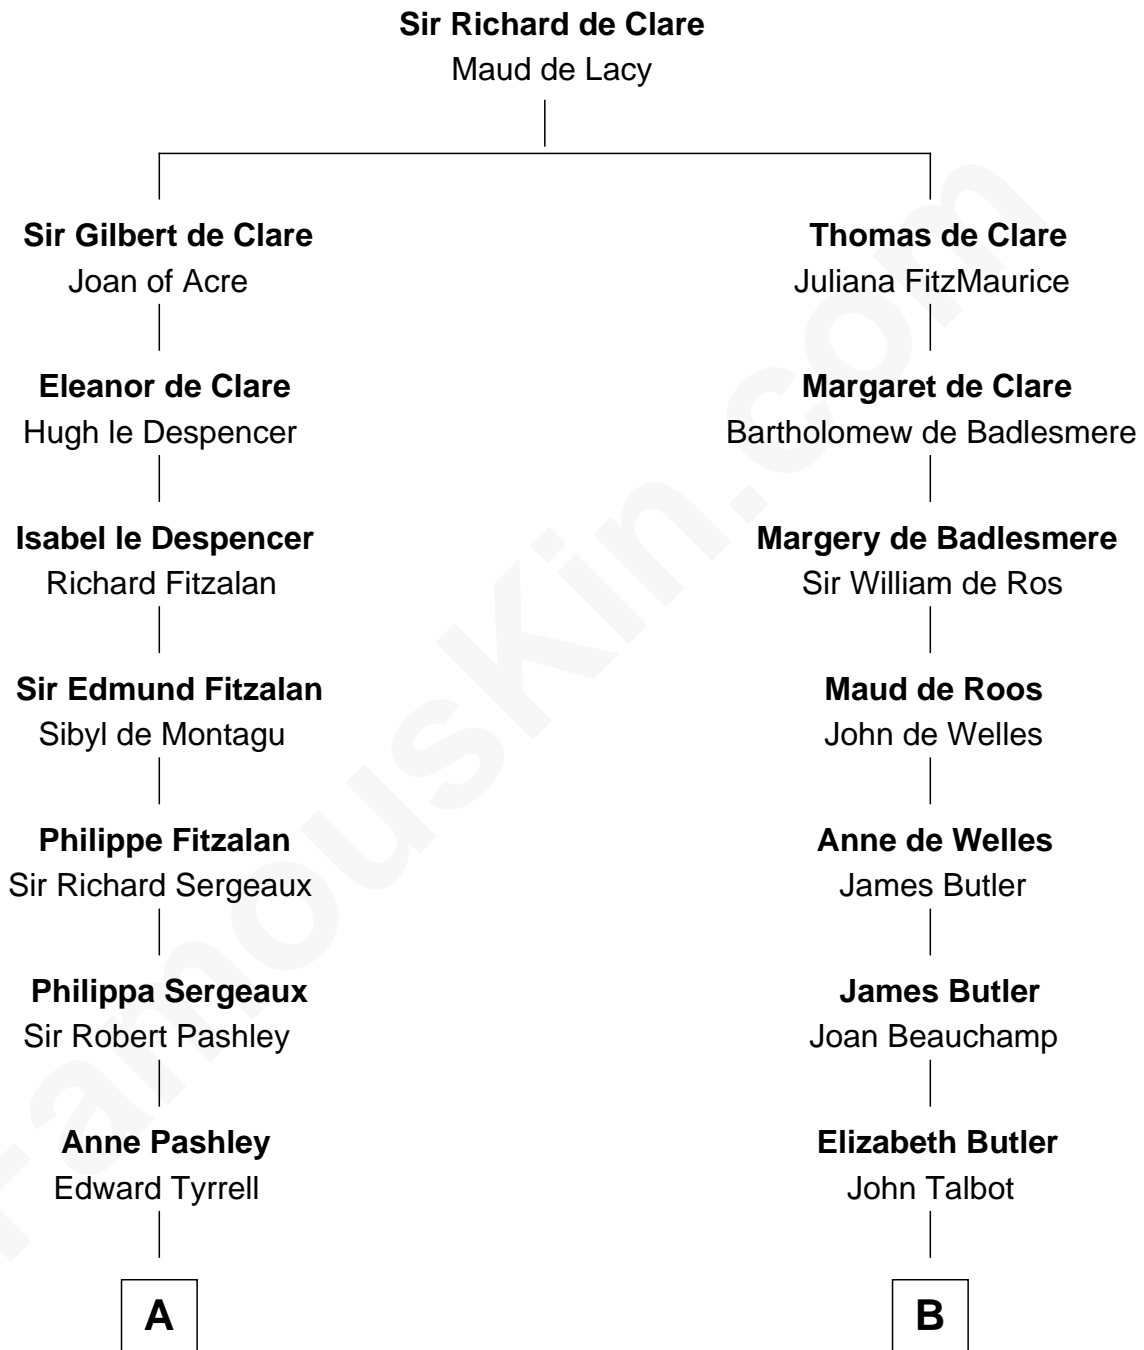 Sir Richard de Clare
Maud de Lacy
Sir Gilbert de Clare
Joan of Acre
Thomas de Clare
Juliana FitzMaurice
Eleanor de Clare
Hugh le Despencer
Margaret de Clare
Bartholomew de Badlesmere
Isabel le Despencer
Richard Fitzalan
Margery de Badlesmere
Sir William de Ros
Sir Edmund Fitzalan
Sibyl de Montagu
Maud de Roos
John de Welles
Philippe Fitzalan
Sir Richard Sergeaux
Anne de Welles
James Butler
Philippa Sergeaux
Sir Robert Pashley
James Butler
Joan Beauchamp
Anne Pashley
Edward Tyrrell
Elizabeth Butler
John Talbot
A
B
FamousKin.com